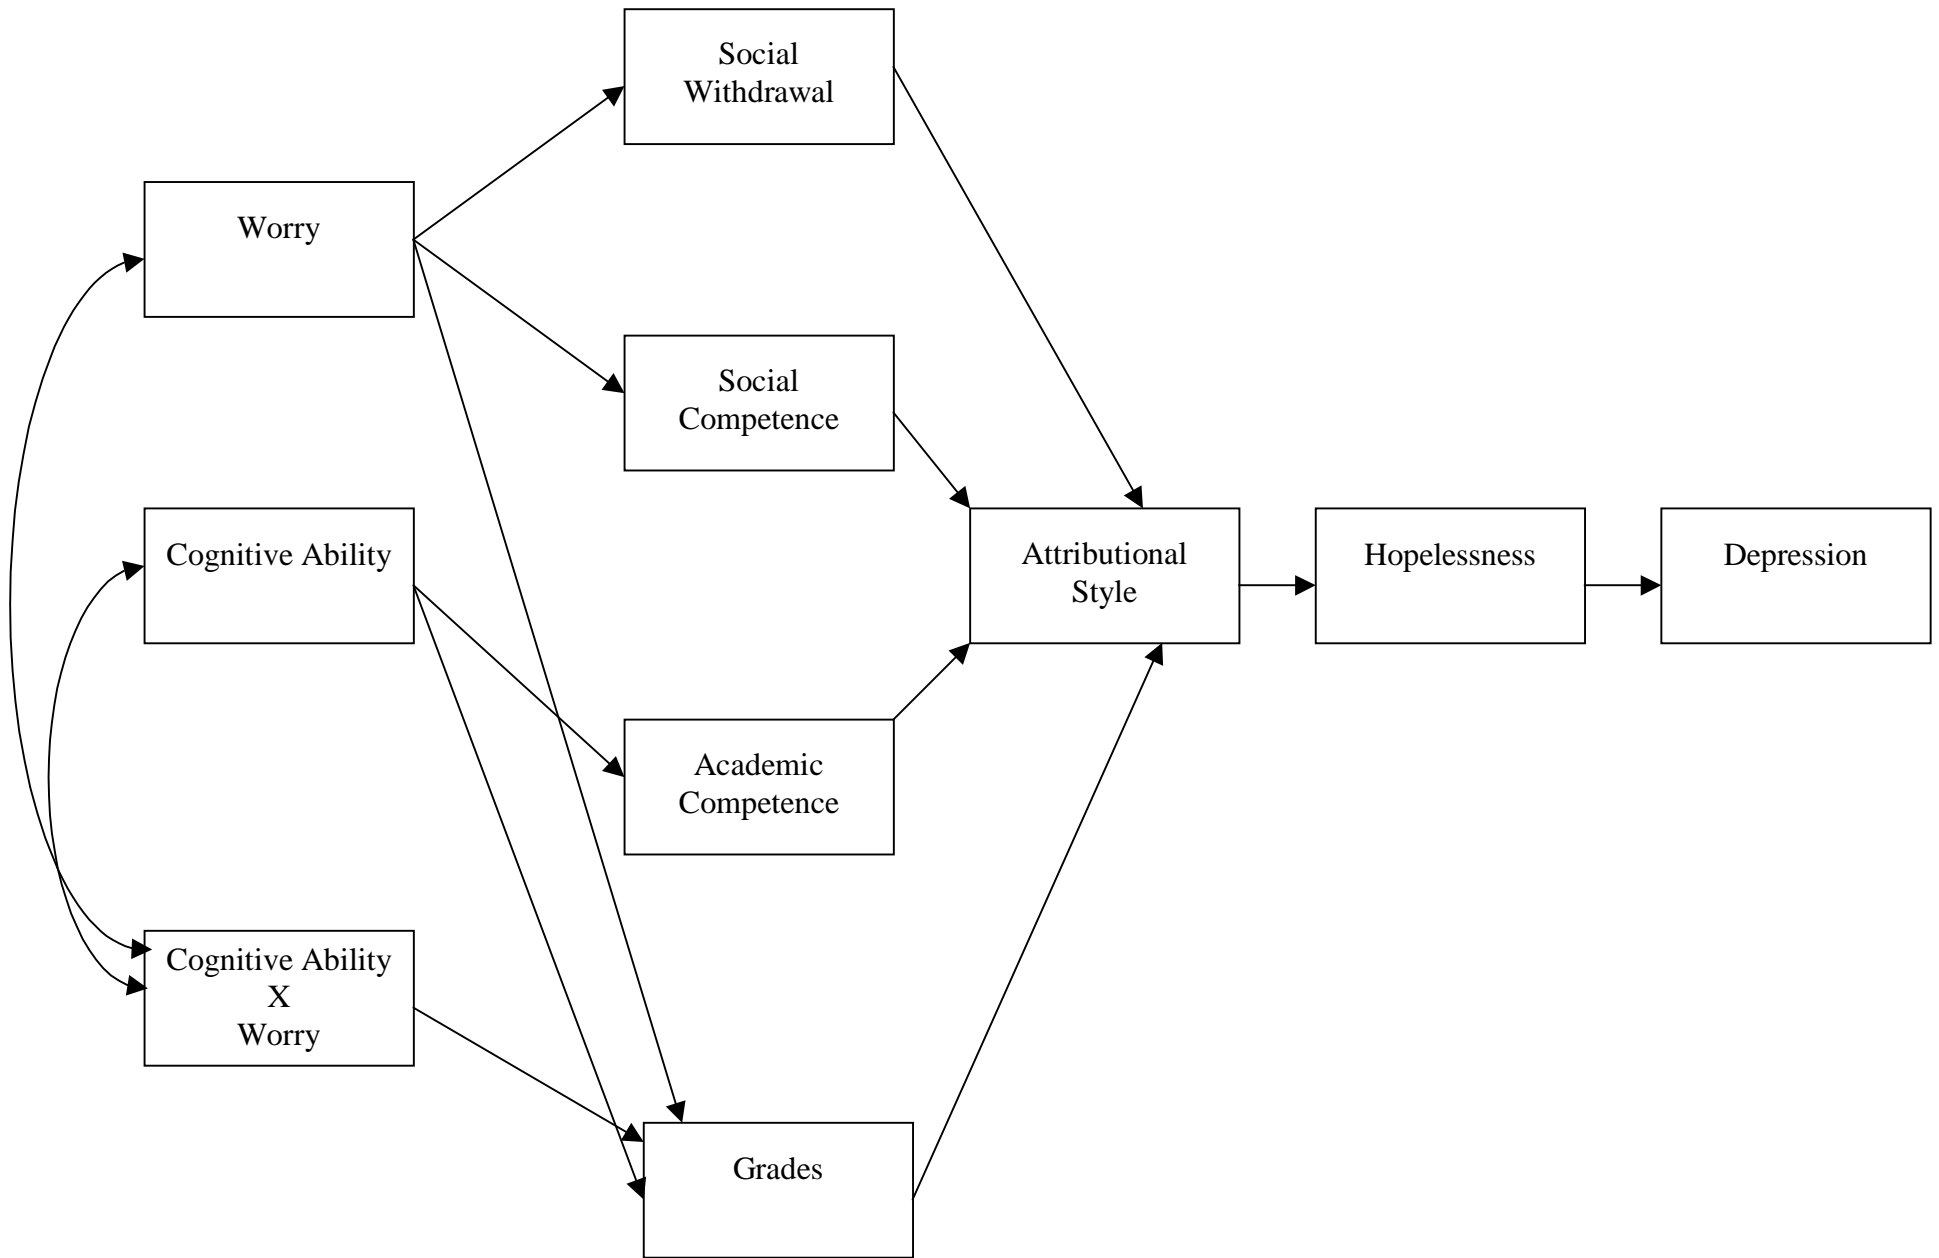 Social
Withdrawal
Worry
Social
Competence
Cognitive Ability
Attributional
Style
Hopelessness
Depression
Academic
Competence
Cognitive Ability
X
Worry
Grades